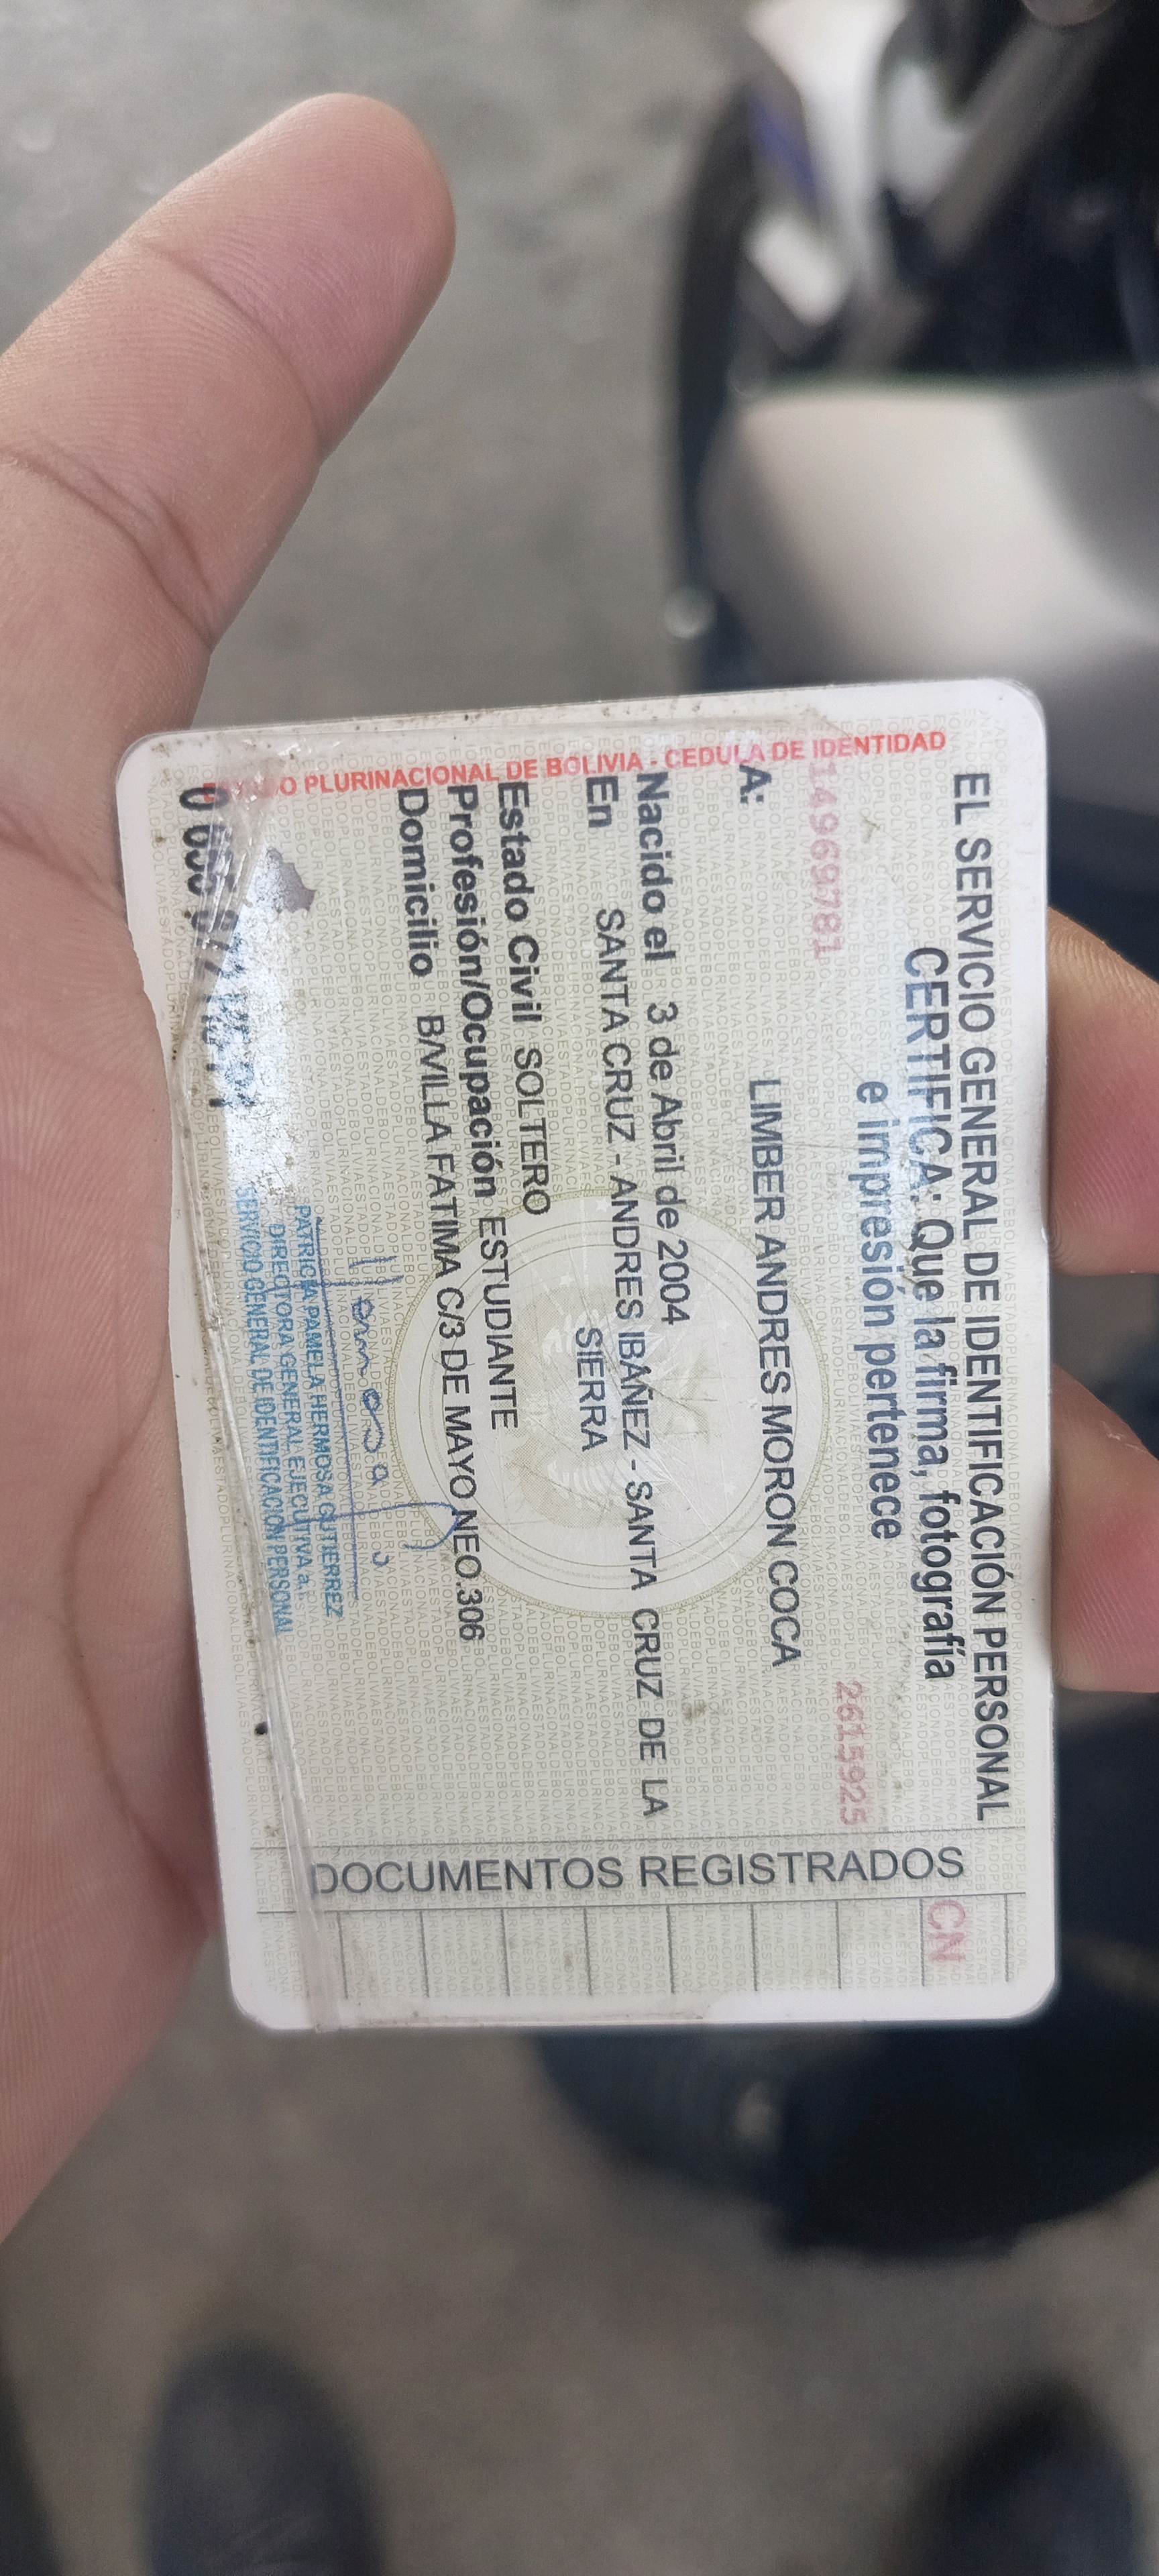 EL SERVICIO GENERAL DE IDENTIFICACIÓN PERSONAL
CERTIFICA: Que la firma, fotografía
e impresión pertenece
14969781
2615925
A: LIMBER ANDRES MORON COCA
Nacido el 3 de Abril de 2004
En SANTA CRUZ - ANDRES IBAÑEZ - SANTA CRUZ DE LA
SIERRA
Estado Civil SOLTERO
Profesión/Ocupación ESTUDIANTE
Domicilio B/VILLA FATIMA C/3 DE MAYO NEO.306
PATRICIA PAMELA HERMOSA GUTIERREZ
DIRECTORA GENERAL EJECUTIVA a.i.
SERVICIO GENERAL DE IDENTIFICACIÓN PERSONAL
PLURINACIONAL DE BOLIVIA - CEDULA DE IDENTIDAD
DOCUMENTOS REGISTRADOS
CN